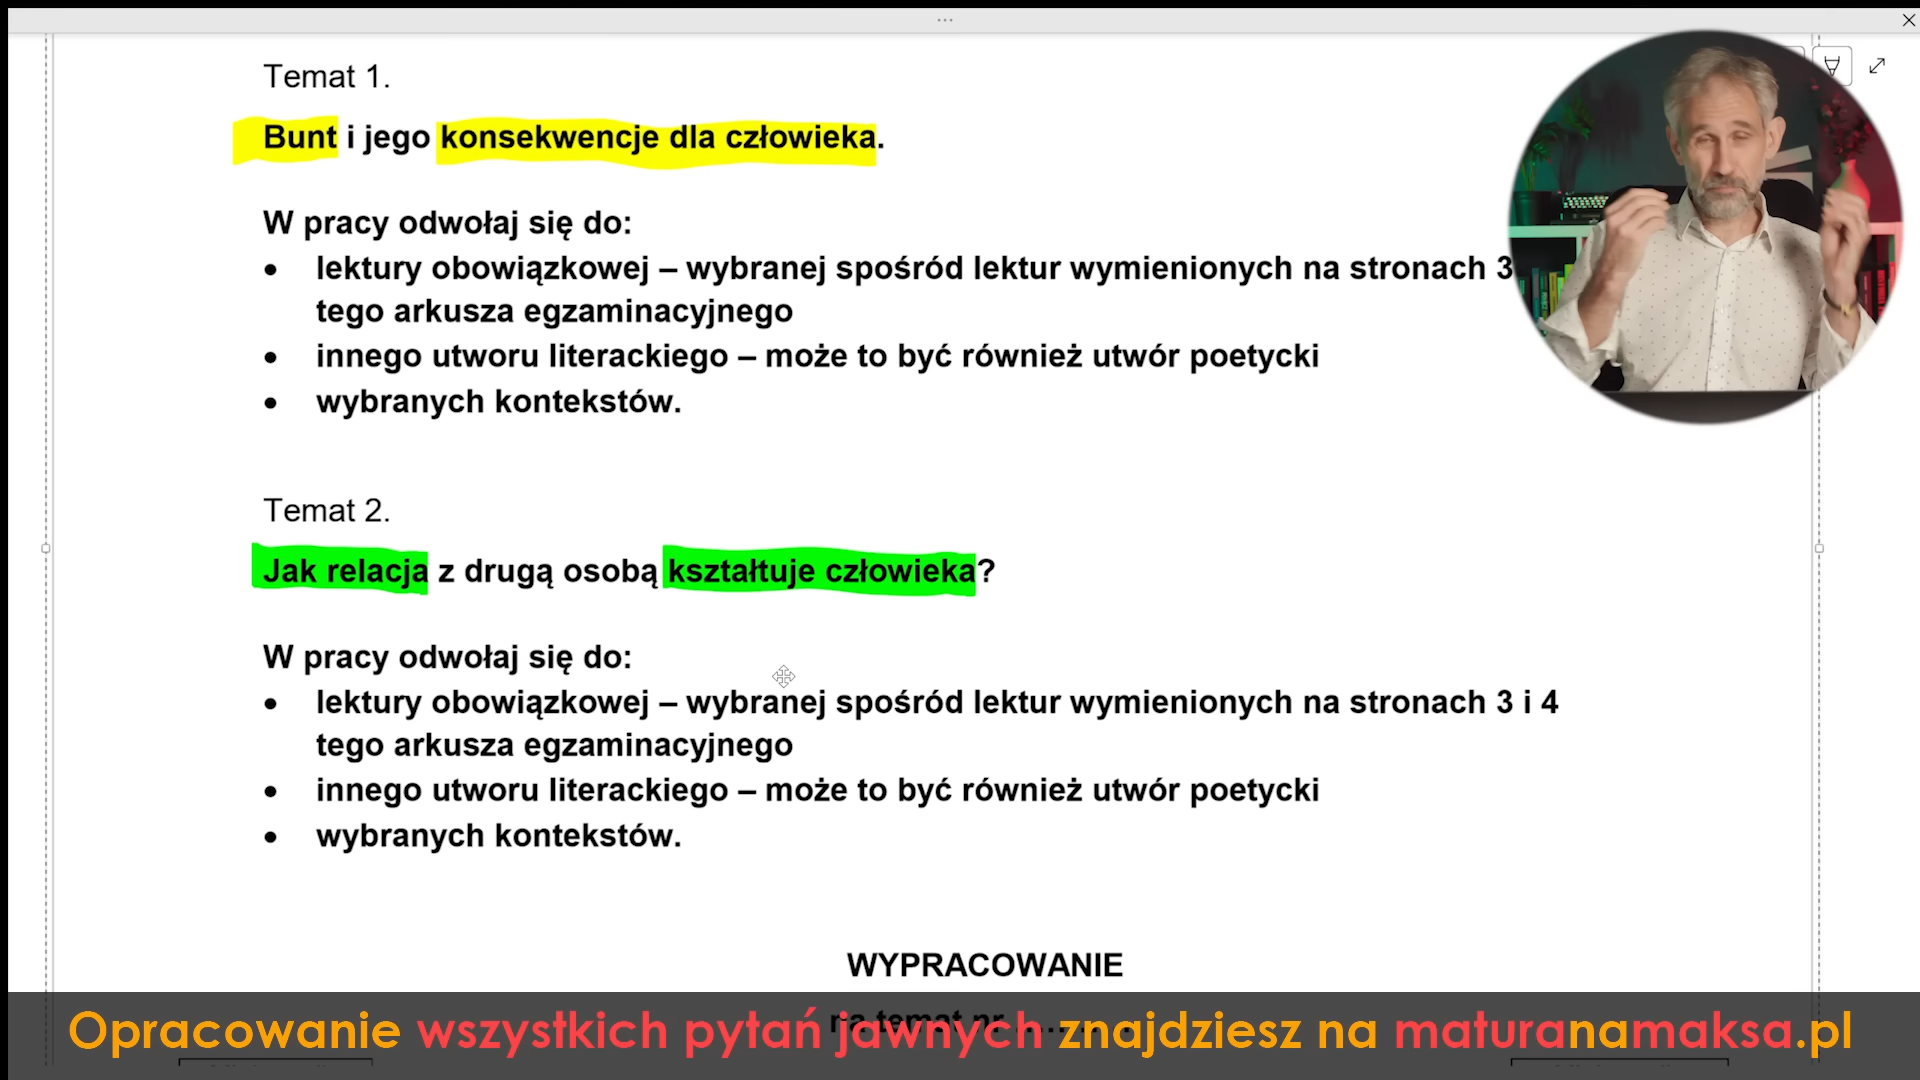 Temat 1.
Bunt i jego konsekwencje dla człowieka.
W pracy odwołaj się do:
• lektury obowiązkowej – wybranej spośród lektur wymienionych na stronach 3
tego arkusza egzaminacyjnego
• innego utworu literackiego – może to być również utwór poetycki
• wybranych kontekstów.
Temat 2.
Jak relacja z drugą osobą kształtuje człowieka?
W pracy odwołaj się do:
• lektury obowiązkowej – wybranej spośród lektur wymienionych na stronach 3 i 4
tego arkusza egzaminacyjnego
• innego utworu literackiego – może to być również utwór poetycki
• wybranych kontekstów.
WYPRACOWANIE
na temat nr
Opracowanie wszystkich pytań jawnych znajdziesz na maturanamaksa.pl